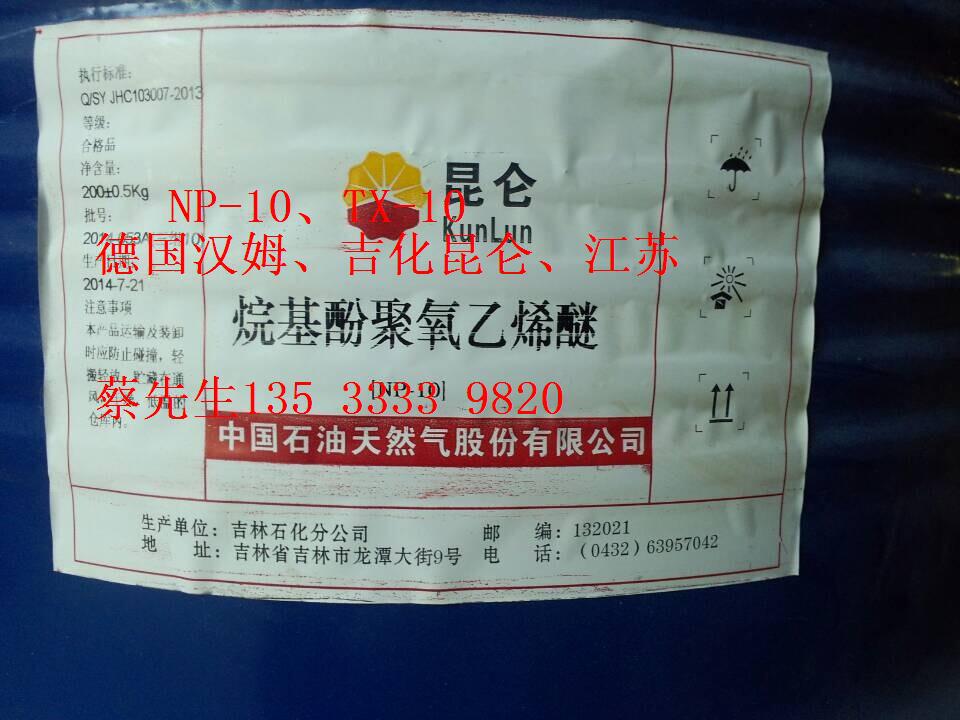 执行标准:
Q/SY JHC103007-2013
等级:
合格品
净含量:
200±0.5Kg
批号:
2014-7-21
注意事项
本产品运输及装卸
时应防止碰撞，轻
昆仑
KunLun
NP-10、TX-10
德国汉姆、吉化昆仑、江苏
烷基酚聚氧乙烯醚
[NP-10]
蔡先生135 3333 9820
中国石油天然气股份有限公司
生产单位: 吉林石化分公司 邮 编: 132021
地 址: 吉林省吉林市龙潭大街9号 电 话: (0432) 63957042